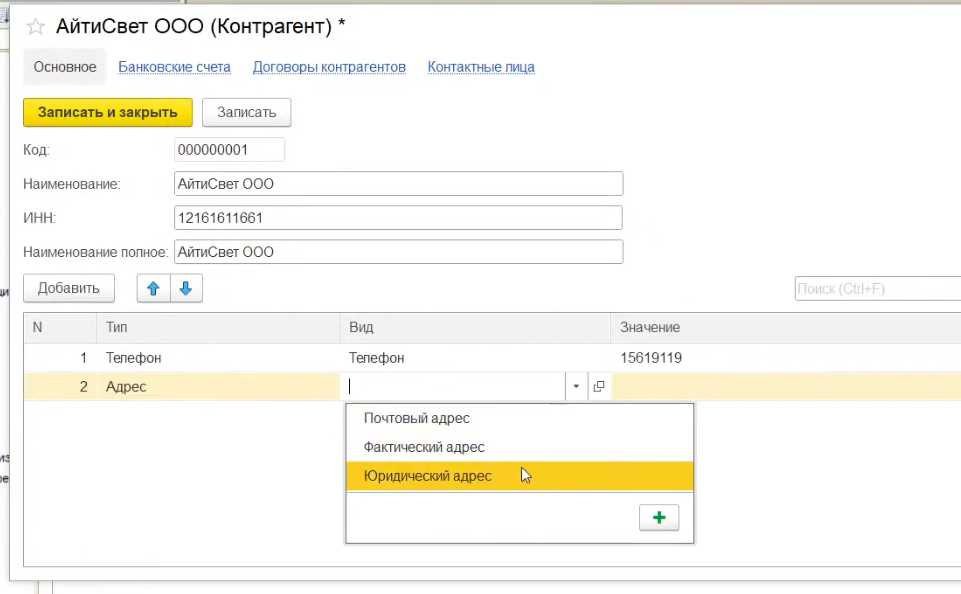 АйтиСвет ООО (Контрагент) *
Основное Банковские счета Договоры контрагентов Контактные лица
Записать и закрыть Записать
Код: 000000001
Наименование: АйтиСвет ООО
ИНН: 12161611661
Наименование полное: АйтиСвет ООО
Добавить Поиск (Ctrl+F)
N Тип Вид Значение
1 Телефон Телефон 15619119
2 Адрес
Почтовый адрес
Фактический адрес
Юридический адрес